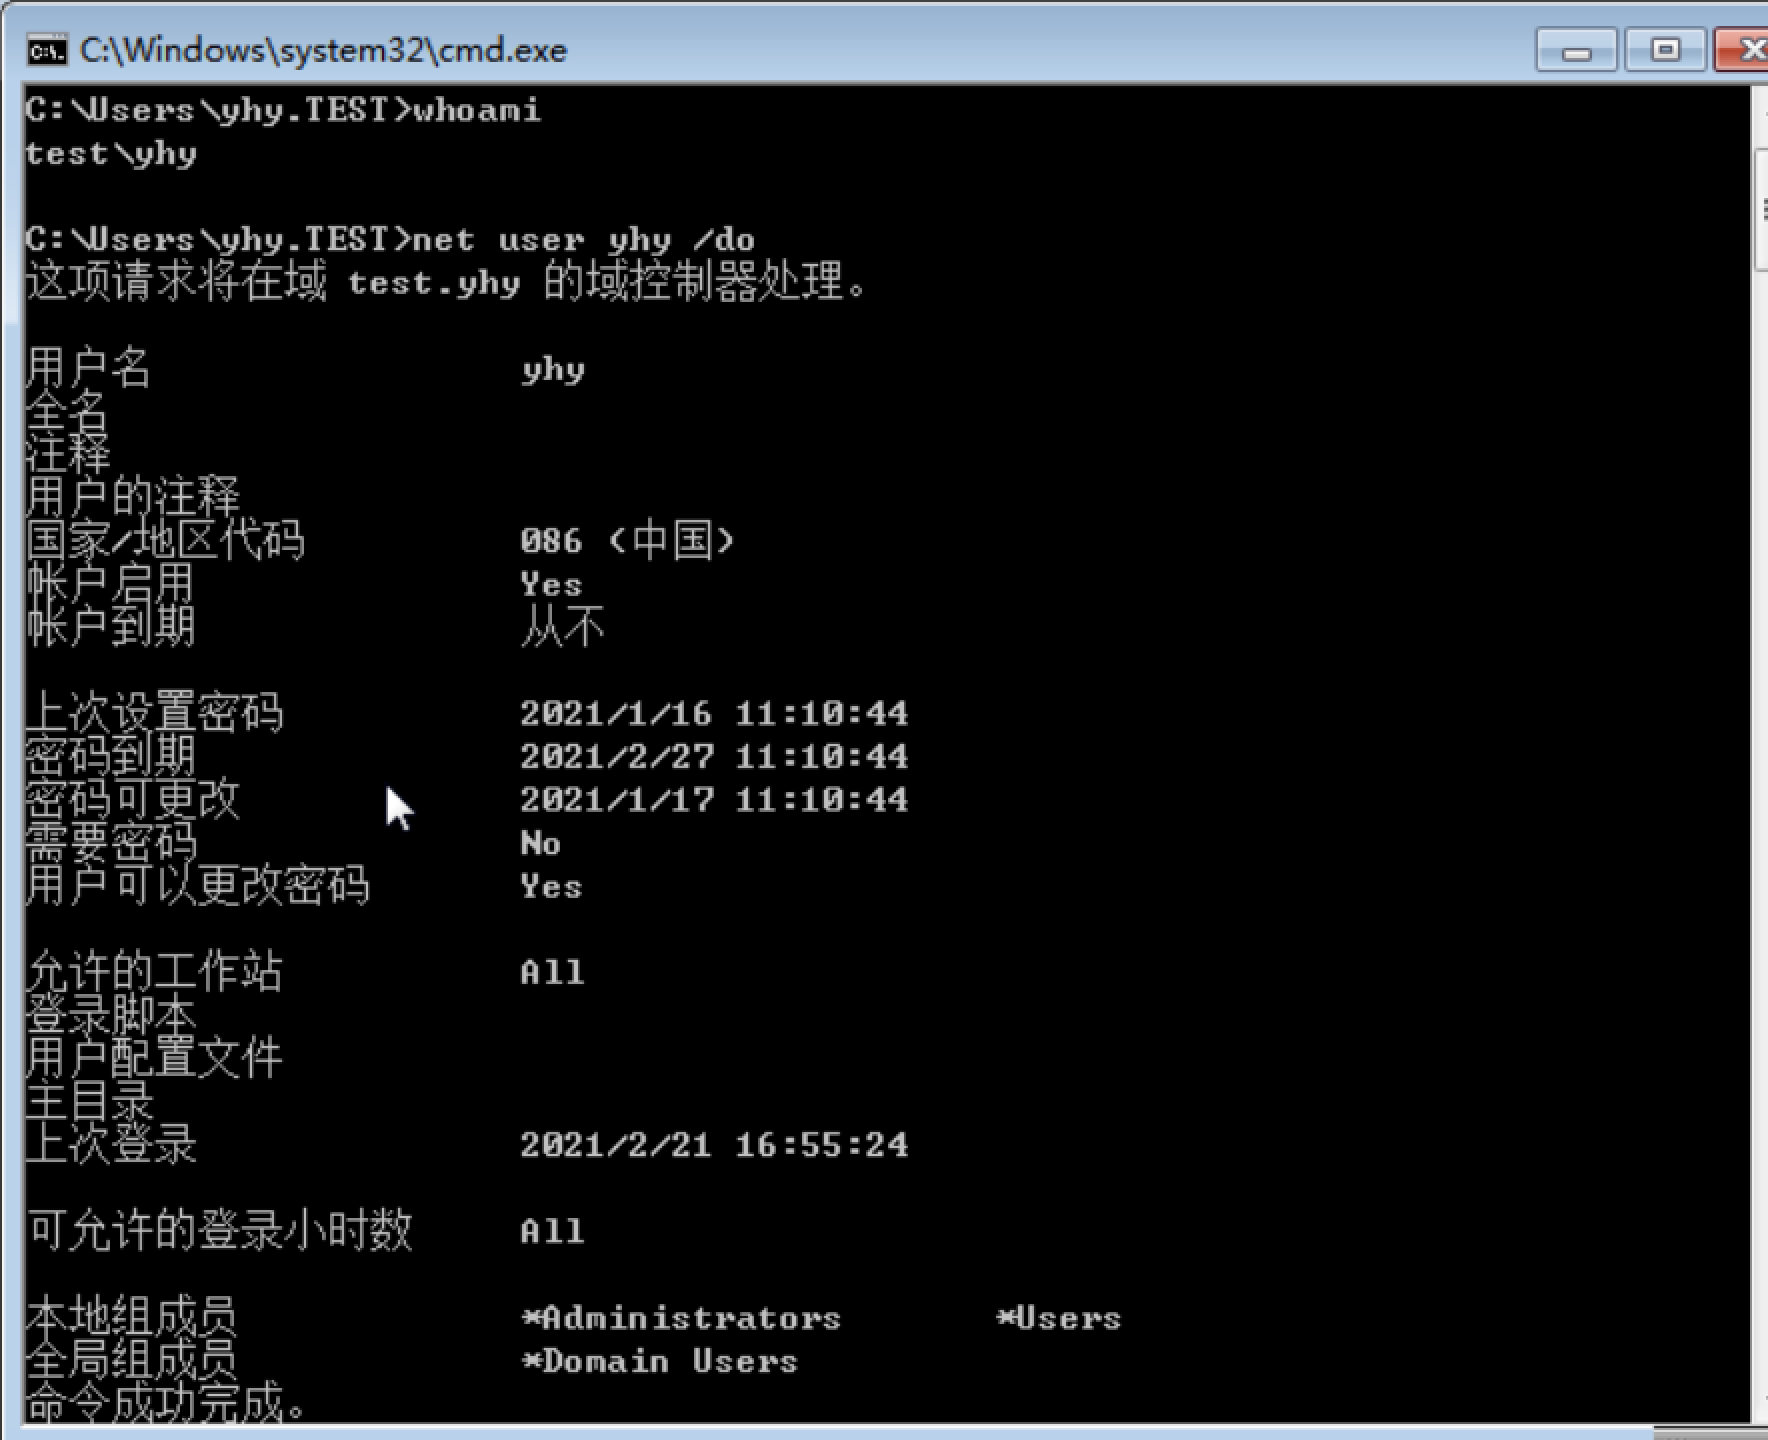 C:\Windows\system32\cmd.exe
C:\Users\yhy.TEST>whoami
test\yhy
C:\Users\yhy.TEST>net user yhy /do
这项请求将在域 test.yhy 的域控制器处理。
用户名 yhy
全名
注释
用户的注释
国家/地区代码 086 (中国)
帐户启用 Yes
帐户到期 从不
上次设置密码 2021/1/16 11:10:44
密码到期 2021/2/27 11:10:44
密码可更改 2021/1/17 11:10:44
需要密码 No
用户可以更改密码 Yes
允许的工作站 All
登录脚本
用户配置文件
主目录
上次登录 2021/2/21 16:55:24
可允许的登录小时数 All
本地组成员 *Administrators *Users
全局组成员 *Domain Users
命令成功完成。